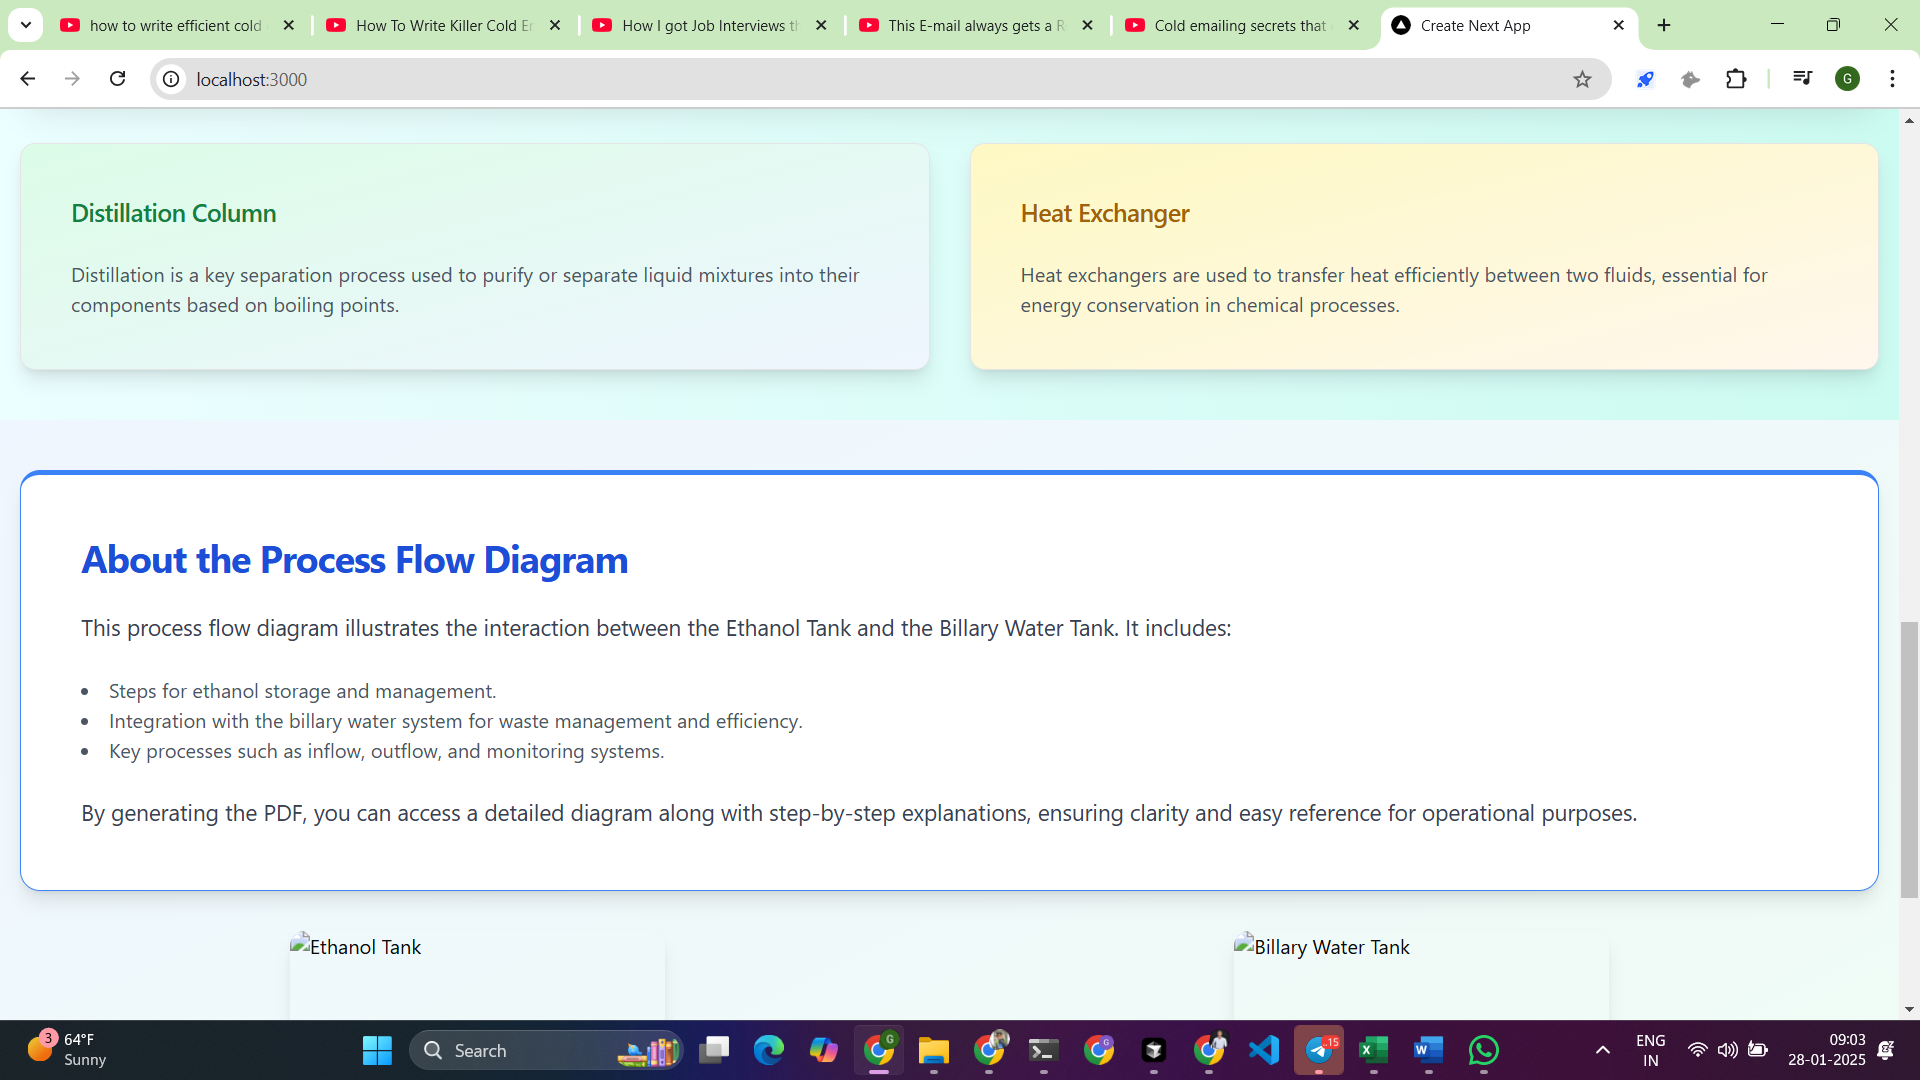 how to write efficient cold
How To Write Killer Cold Em
How I got Job Interviews th
This E-mail always gets a R
Cold emailing secrets that
Create Next App
localhost:3000
G
Distillation Column
Heat Exchanger
Distillation is a key separation process used to purify or separate liquid mixtures into their
components based on boiling points.
Heat exchangers are used to transfer heat efficiently between two fluids, essential for
energy conservation in chemical processes.
About the Process Flow Diagram
This process flow diagram illustrates the interaction between the Ethanol Tank and the Billary Water Tank. It includes:
• Steps for ethanol storage and management.
• Integration with the billary water system for waste management and efficiency.
• Key processes such as inflow, outflow, and monitoring systems.
By generating the PDF, you can access a detailed diagram along with step-by-step explanations, ensuring clarity and easy reference for operational purposes.
Ethanol Tank
Billary Water Tank
3
64°F
Sunny
Search
G
G
..15
ENG
IN
09:03
28-01-2025